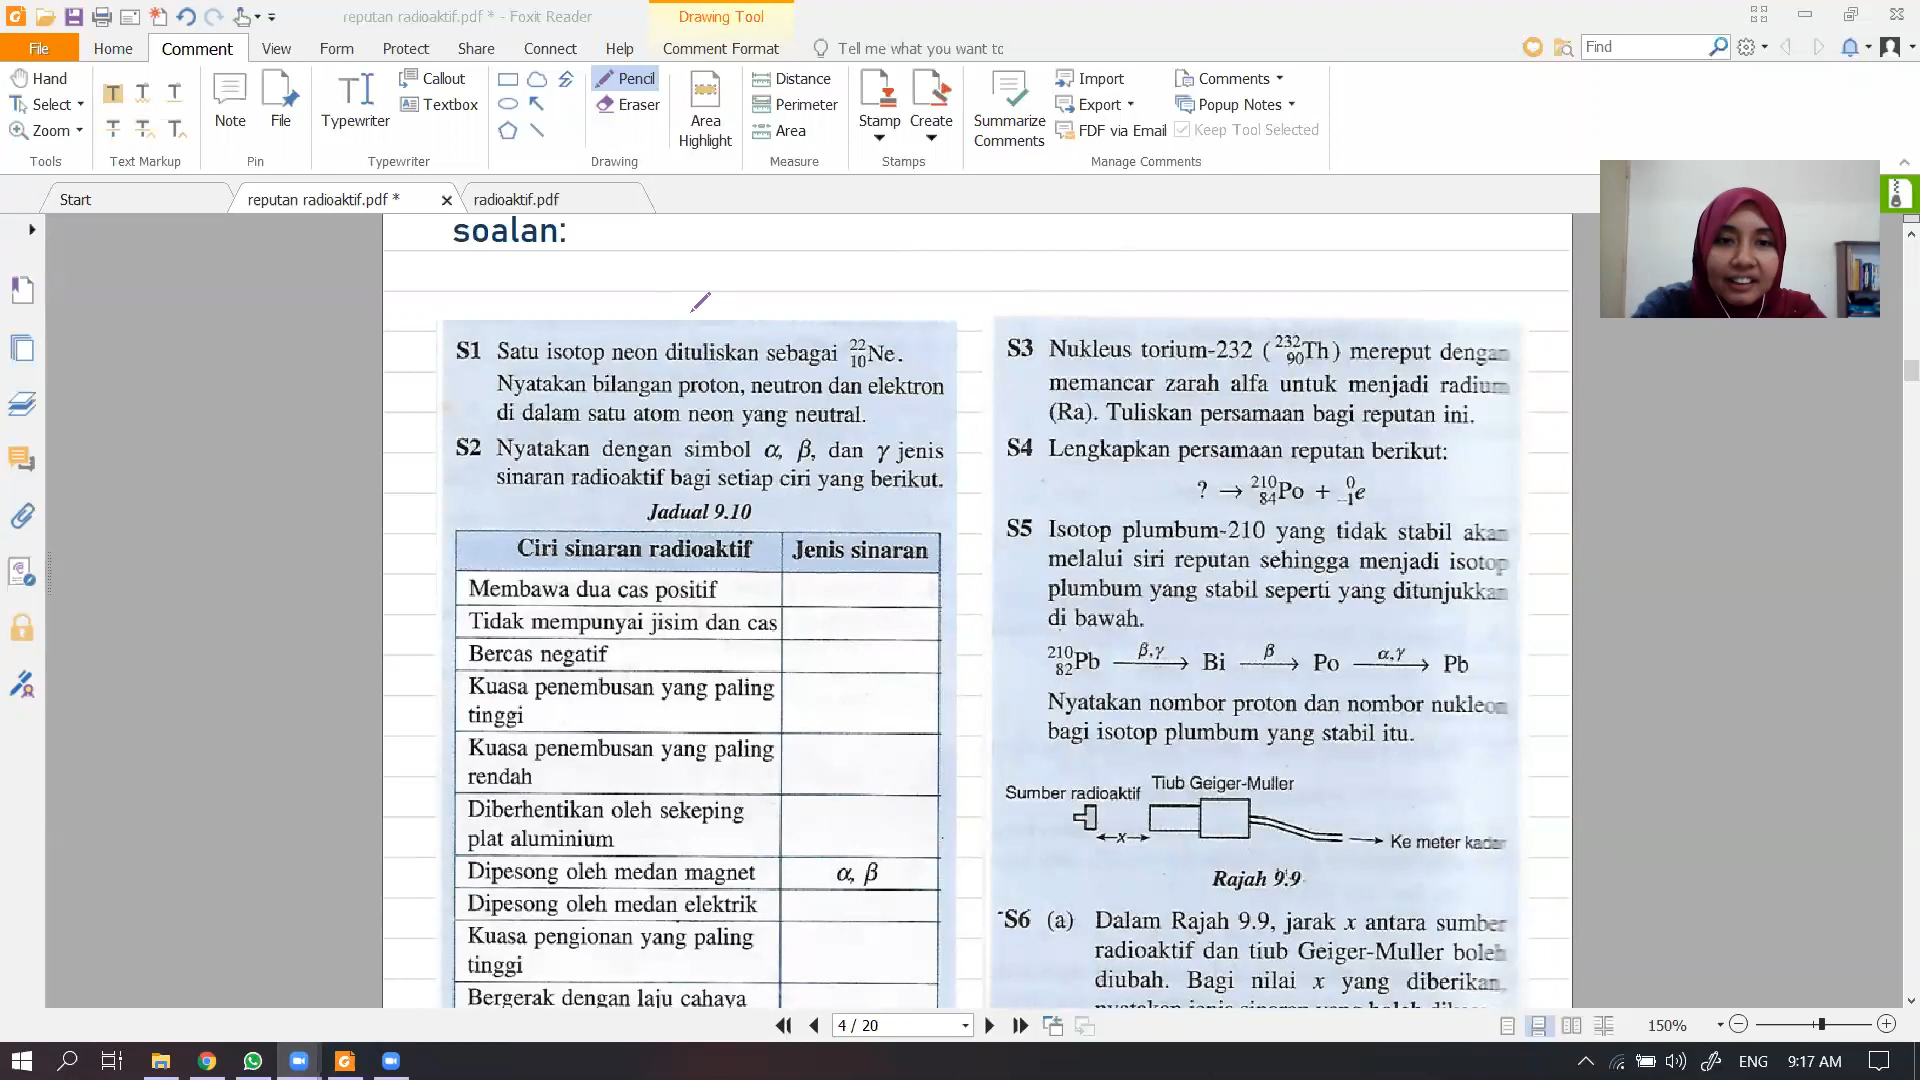 reputan radioaktif.pdf * - Foxit Reader
Drawing Tool
File
Home
Comment
View
Form
Protect
Share
Connect
Help
Comment Format
Tell me what you want to
Find
Hand
Select
Zoom
Tools
Text Markup
Note
File
Pin
Typewriter
Typewriter
Callout
Textbox
Pencil
Eraser
Drawing
Area
Highlight
Distance
Perimeter
Area
Measure
Stamp
Create
Stamps
Summarize
Comments
Import
Export
FDF via Email
Comments
Popup Notes
Keep Tool Selected
Manage Comments
Start
reputan radioaktif.pdf *
radioaktif.pdf
soalan:
S1 Satu isotop neon dituliskan sebagai ²²₁₀Ne.
Nyatakan bilangan proton, neutron dan elektron
di dalam satu atom neon yang neutral.
S2 Nyatakan dengan simbol α, β, dan γ jenis
sinaran radioaktif bagi setiap ciri yang berikut.
Jadual 9.10
Ciri sinaran radioaktif Jenis sinaran
Membawa dua cas positif
Tidak mempunyai jisim dan cas
Bercas negatif
Kuasa penembusan yang paling
tinggi
Kuasa penembusan yang paling
rendah
Diberhentikan oleh sekeping
plat aluminium
Dipesong oleh medan magnet α, β
Dipesong oleh medan elektrik
Kuasa pengionan yang paling
tinggi
Bergerak dengan laju cahaya
S3 Nukleus torium-232 (²³²₉₀Th) mereput dengan
memancar zarah alfa untuk menjadi radium
(Ra). Tuliskan persamaan bagi reputan ini.
S4 Lengkapkan persamaan reputan berikut:
? → ²¹⁰₈₄Po + ⁰₋₁e
S5 Isotop plumbum-210 yang tidak stabil akan
melalui siri reputan sehingga menjadi isotop
plumbum yang stabil seperti yang ditunjukkan
di bawah.
²¹⁰₈₂Pb —β,γ→ Bi —β→ Po —α,γ→ Pb
Nyatakan nombor proton dan nombor nukleon
bagi isotop plumbum yang stabil itu.
Tiub Geiger-Muller
Sumber radioaktif
x
Ke meter kadar
Rajah 9.9
S6 (a) Dalam Rajah 9.9, jarak x antara sumber
radioaktif dan tiub Geiger-Muller boleh
diubah. Bagi nilai x yang diberikan,
4 / 20
150%
ENG
9:17 AM